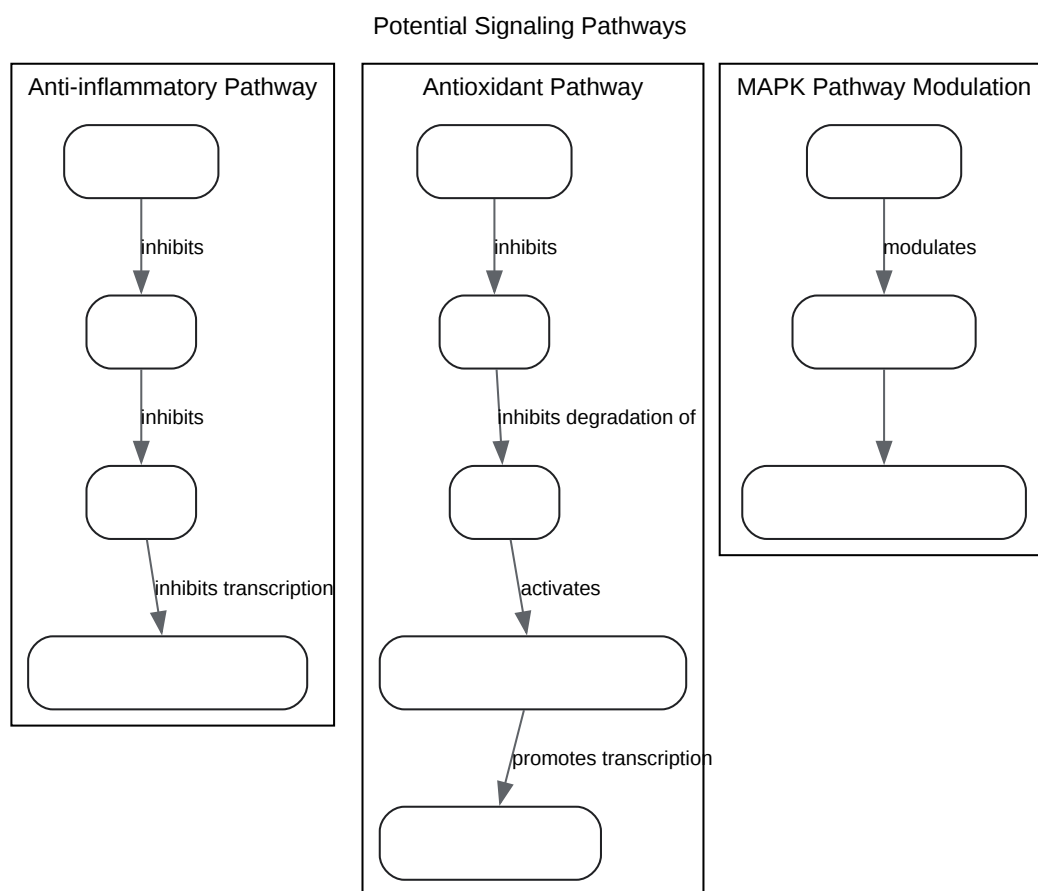 Potential Signaling Pathways
Anti-inflammatory Pathway
inhibits
inhibits
inhibits transcription
Antioxidant Pathway
inhibits
inhibits degradation of
activates
promotes transcription
MAPK Pathway Modulation
modulates